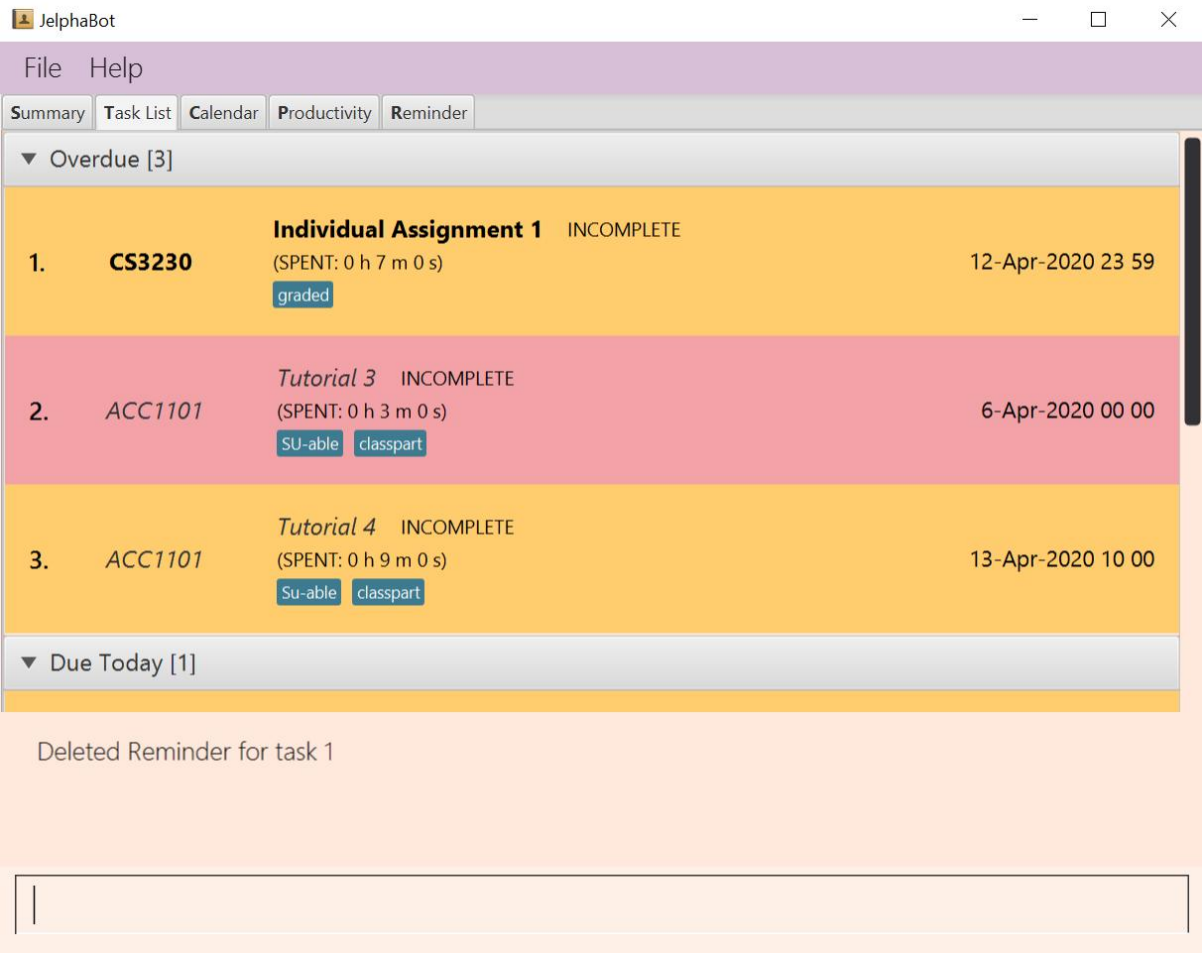 JelphaBot
File Help
Summary Task List Calendar Productivity Reminder
Overdue [3]
Individual Assignment 1 INCOMPLETE
1. CS3230 (SPENT: 0 h 7 m 0 s) 12-Apr-2020 23 59
graded
Tutorial 3 INCOMPLETE
2. ACC1101 (SPENT: 0 h 3 m 0 s) 6-Apr-2020 00 00
SU-able classpart
Tutorial 4 INCOMPLETE
3. ACC1101 (SPENT: 0 h 9 m 0 s) 13-Apr-2020 10 00
Su-able classpart
Due Today [1]
Deleted Reminder for task 1